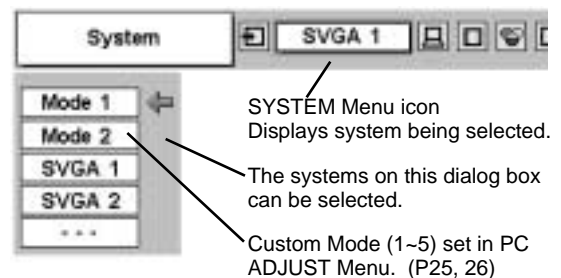 System
SVGA 1
Mode 1
Mode 2
SVGA 1
SVGA 2
- - -
SYSTEM Menu icon
Displays system being selected.
The systems on this dialog box
can be selected.
Custom Mode (1~5) set in PC
ADJUST Menu. (P25, 26)